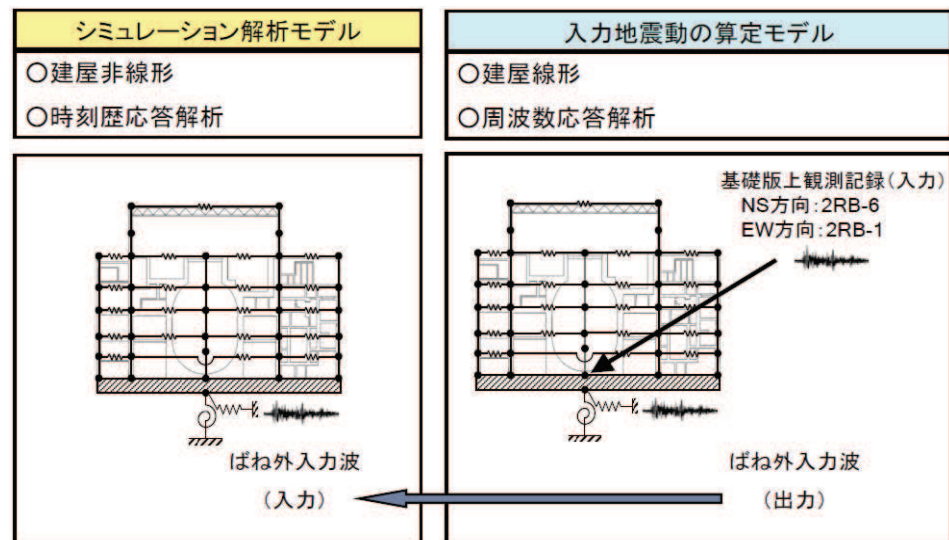 シミュレーション解析モデル
○建屋非線形
○時刻歴応答解析
ばね外入力波
(入力)
入力地震動の算定モデル
○建屋線形
○周波数応答解析
基礎版上観測記録(入力)
NS方向:2RB-6
EW方向:2RB-1
ばね外入力波
(出力)